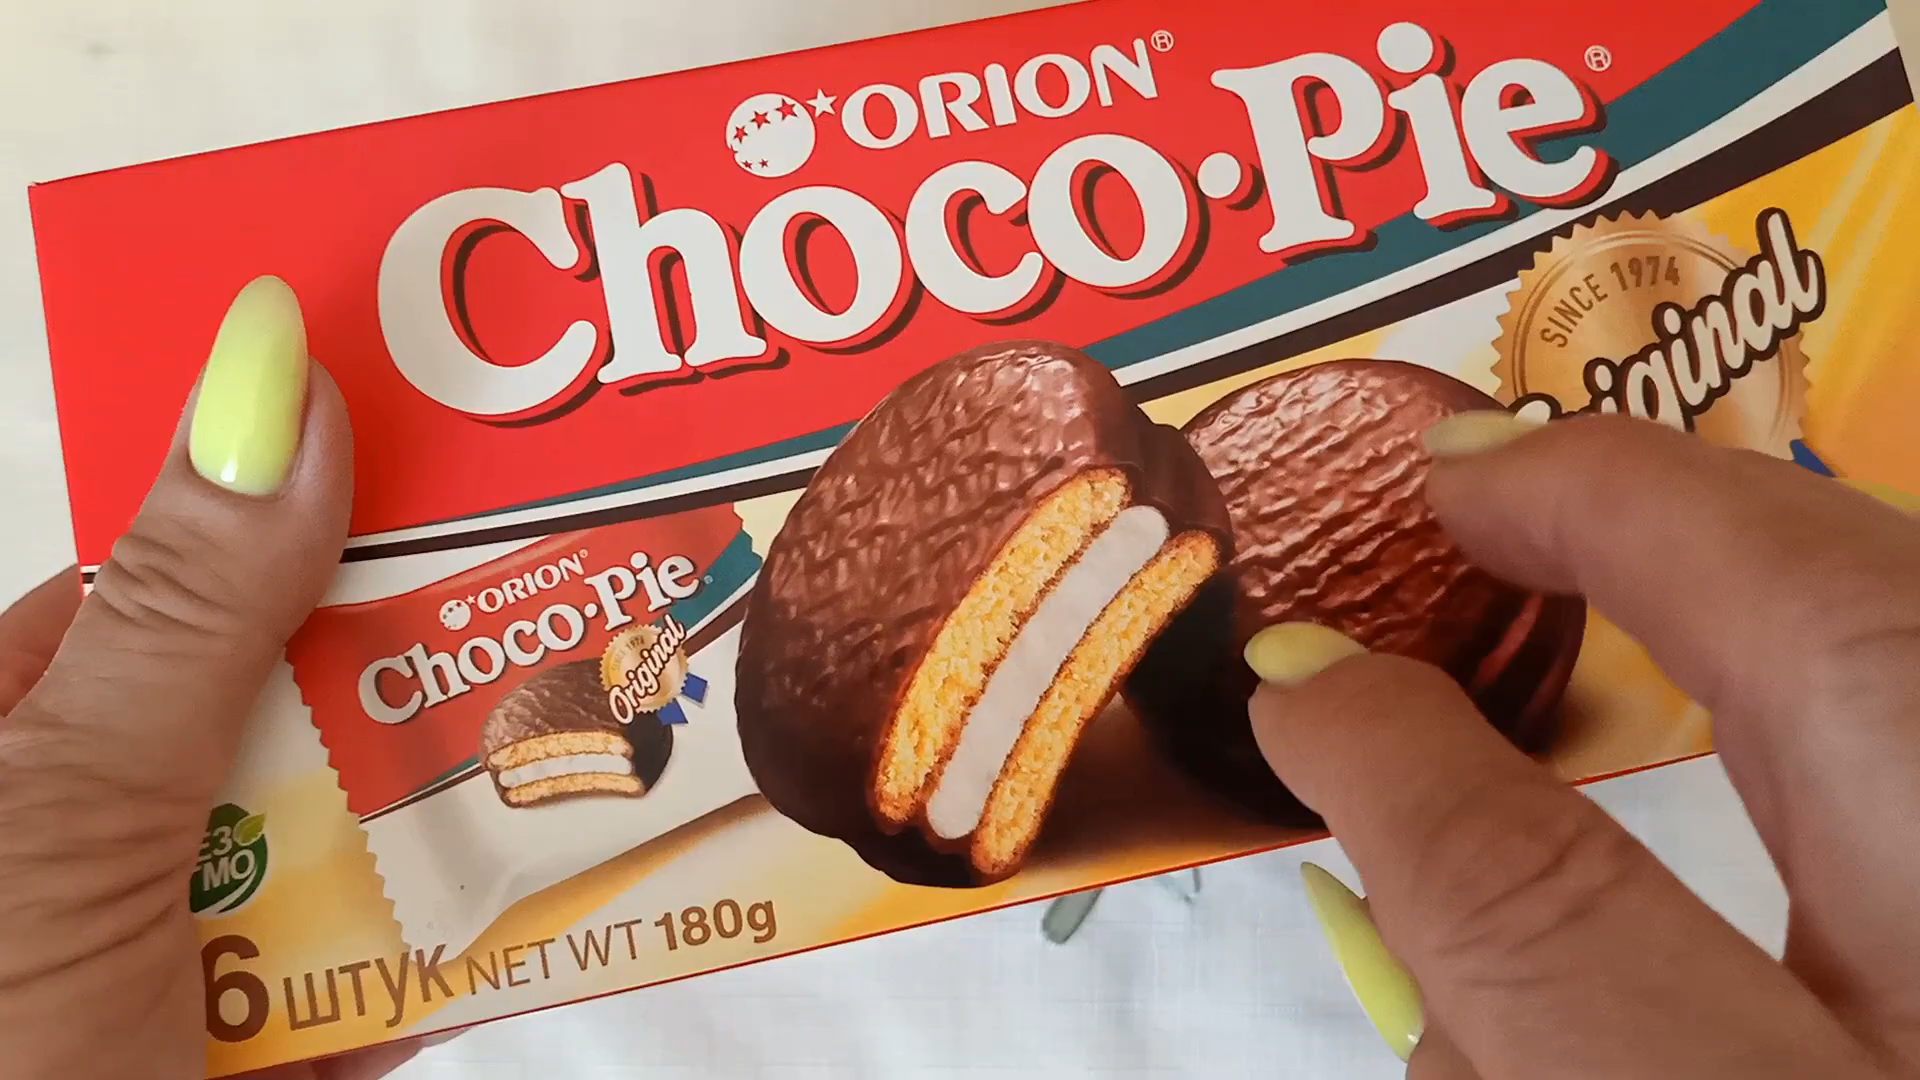 ORION®
Choco•Pie®
SINCE 1974
Original
ORION®
Choco•Pie
Original
6 ШТУК NET WT 180g